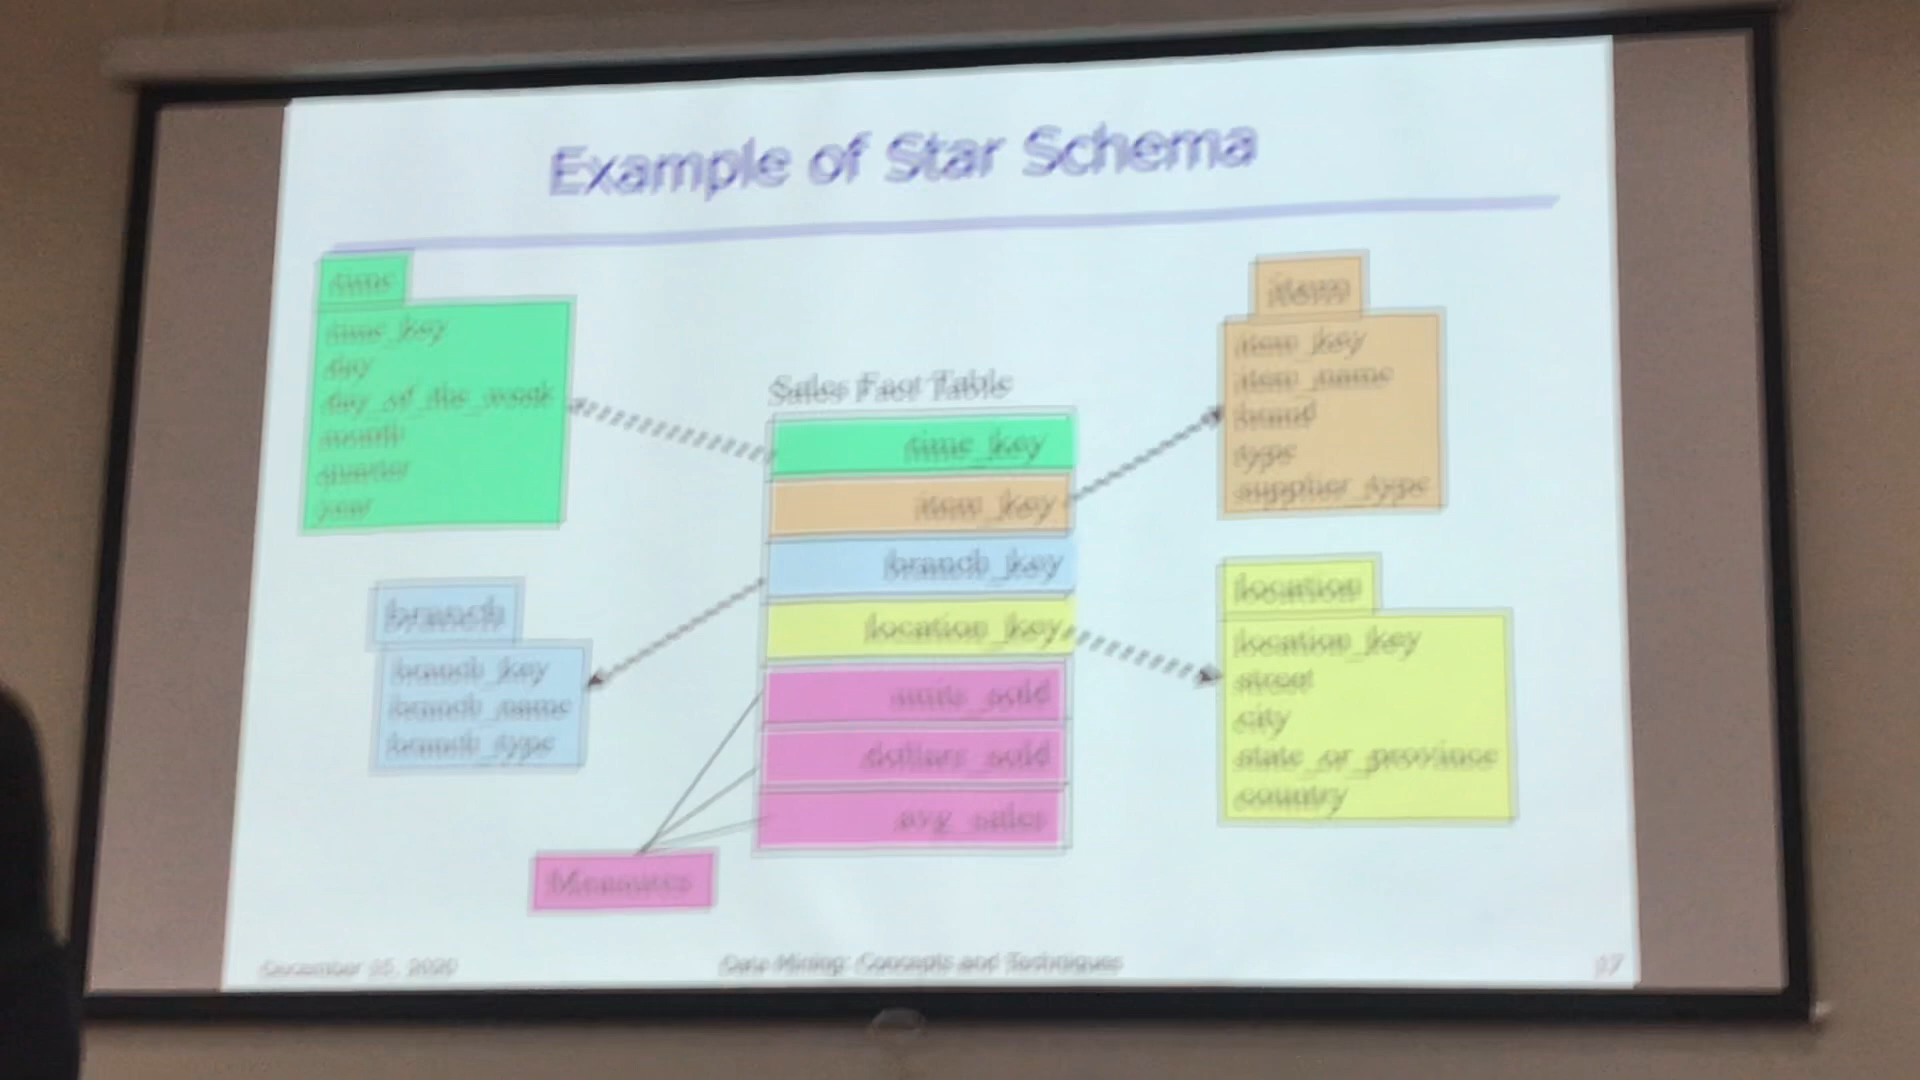 Example of Star Schema
time
time_key
day
day_of_the_week
month
quarter
year
item
item_key
item_name
brand
type
supplier_type
Sales Fact Table
time_key
item_key
branch_key
location_key
units_sold
dollars_sold
avg_sales
branch
branch_key
branch_name
branch_type
location
location_key
street
city
state_or_province
country
Measures
December 2020
Data Mining: Concepts and Techniques